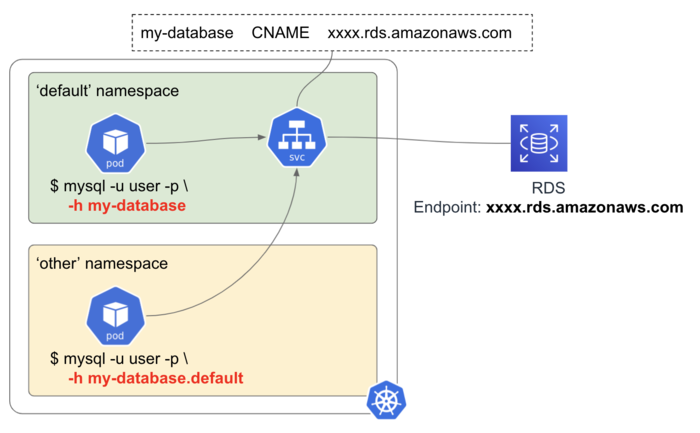 my-database CNAME xxxx.rds.amazonaws.com
‘default’ namespace
pod
svc
$ mysql -u user -p \
-h my-database
RDS
Endpoint: xxxx.rds.amazonaws.com
‘other’ namespace
pod
$ mysql -u user -p \
-h my-database.default